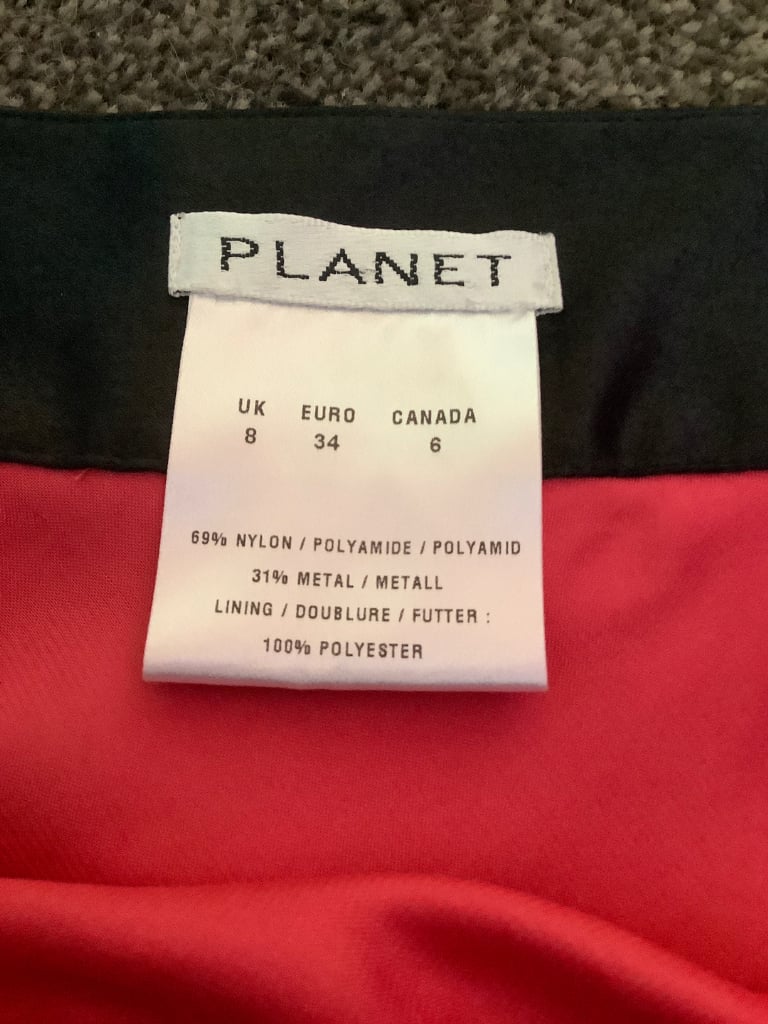 PLANET
UK EURO CANADA
8 34 6
69% NYLON / POLYAMIDE / POLYAMID
31% METAL / METALL
LINING / DOUBLURE / FUTTER :
100% POLYESTER